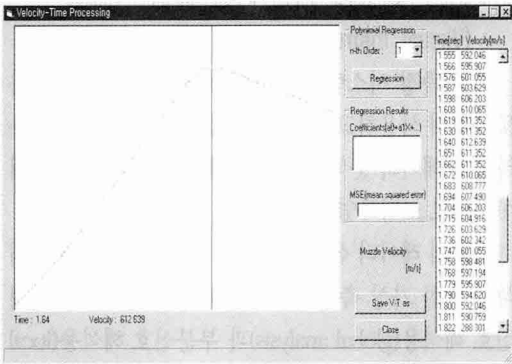 Velocity-Time Processing
Polynimial Regression
n-th Order 1
Regression
Regression Results
Coefficients(a0+a1X+...)
MSE(mean squared error)
Muzzle Velocity
[m/s]
Save V-T as
Close
Time[sec] Velocity[m/s]
1.555 592.046
1.566 595.907
1.576 601.055
1.587 603.629
1.598 606.203
1.608 610.065
1.619 611.352
1.630 611.352
1.640 612.639
1.651 611.352
1.662 611.352
1.672 610.065
1.683 608.777
1.694 607.490
1.704 606.203
1.715 604.916
1.726 603.629
1.736 602.342
1.747 601.055
1.758 598.481
1.768 597.194
1.779 595.907
1.790 594.620
1.800 592.046
1.811 590.759
1.822 288.301
Time : 1.64 Velocity : 612.639